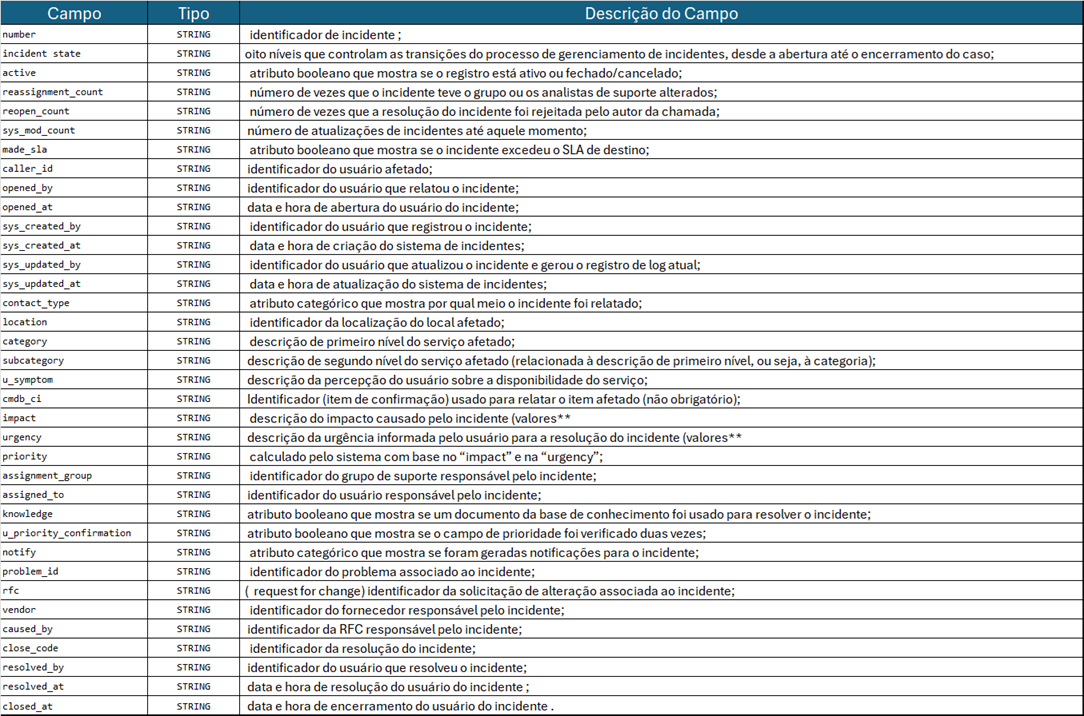 Campo Tipo Descrição do Campo
number STRING identificador de incidente ;
incident state STRING oito níveis que controlam as transições do processo de gerenciamento de incidentes, desde a abertura até o encerramento do caso;
active STRING atributo booleano que mostra se o registro está ativo ou fechado/cancelado;
reassignment_count STRING número de vezes que o incidente teve o grupo ou os analistas de suporte alterados;
reopen_count STRING número de vezes que a resolução do incidente foi rejeitada pelo autor da chamada;
sys_mod_count STRING número de atualizações de incidentes até aquele momento;
made_sla STRING atributo booleano que mostra se o incidente excedeu o SLA de destino;
caller_id STRING identificador do usuário afetado;
opened_by STRING identificador do usuário que relatou o incidente;
opened_at STRING data e hora de abertura do usuário do incidente;
sys_created_by STRING identificador do usuário que registrou o incidente;
sys_created_at STRING data e hora de criação do sistema de incidentes;
sys_updated_by STRING identificador do usuário que atualizou o incidente e gerou o registro de log atual;
sys_updated_at STRING data e hora de atualização do sistema de incidentes;
contact_type STRING atributo categórico que mostra por qual meio o incidente foi relatado;
location STRING identificador da localização do local afetado;
category STRING descrição de primeiro nível do serviço afetado;
subcategory STRING descrição de segundo nível do serviço afetado (relacionada à descrição de primeiro nível, ou seja, à categoria);
u_symptom STRING descrição da percepção do usuário sobre a disponibilidade do serviço;
cmdb_ci STRING Identificador (item de confirmação) usado para relatar o item afetado (não obrigatório);
impact STRING descrição do impacto causado pelo incidente (valores**
urgency STRING descrição da urgência informada pelo usuário para a resolução do incidente (valores**
priority STRING calculado pelo sistema com base no “impact” e na “urgency”;
assignment_group STRING identificador do grupo de suporte responsável pelo incidente;
assigned_to STRING identificador do usuário responsável pelo incidente;
knowledge STRING atributo booleano que mostra se um documento da base de conhecimento foi usado para resolver o incidente;
u_priority_confirmation STRING atributo booleano que mostra se o campo de prioridade foi verificado duas vezes;
notify STRING atributo categórico que mostra se foram geradas notificações para o incidente;
problem_id STRING identificador do problema associado ao incidente;
rfc STRING ( request for change) identificador da solicitação de alteração associada ao incidente;
vendor STRING identificador do fornecedor responsável pelo incidente;
caused_by STRING identificador da RFC responsável pelo incidente;
close_code STRING identificador da resolução do incidente;
resolved_by STRING identificador do usuário que resolveu o incidente;
resolved_at STRING data e hora de resolução do usuário do incidente ;
closed_at STRING data e hora de encerramento do usuário do incidente .